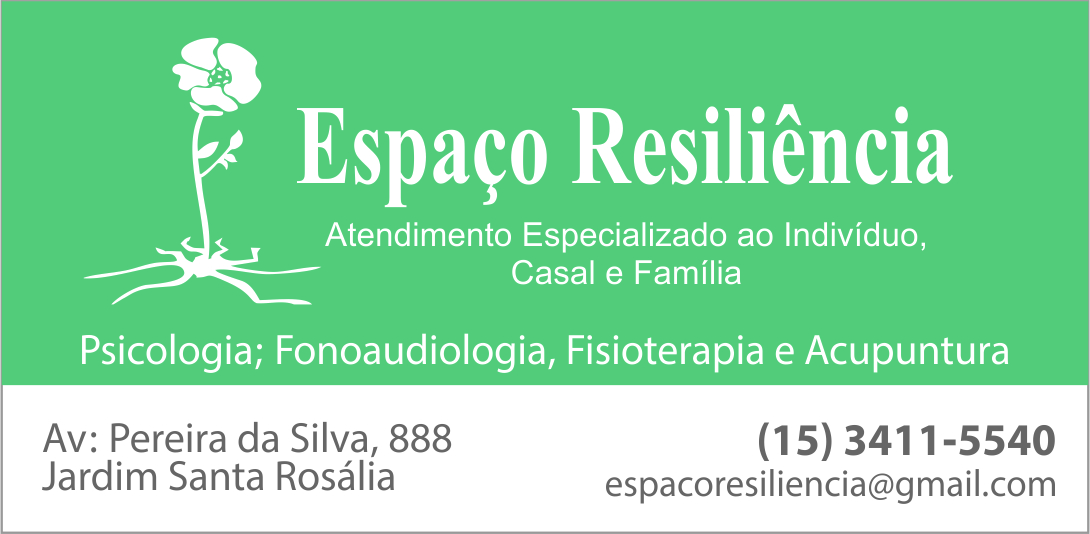 Espaço Resiliência
Atendimento Especializado ao Indivíduo,
Casal e Família
Psicologia; Fonoaudiologia, Fisioterapia e Acupuntura
Av: Pereira da Silva, 888
Jardim Santa Rosália
(15) 3411-5540
espacoresiliencia@gmail.com